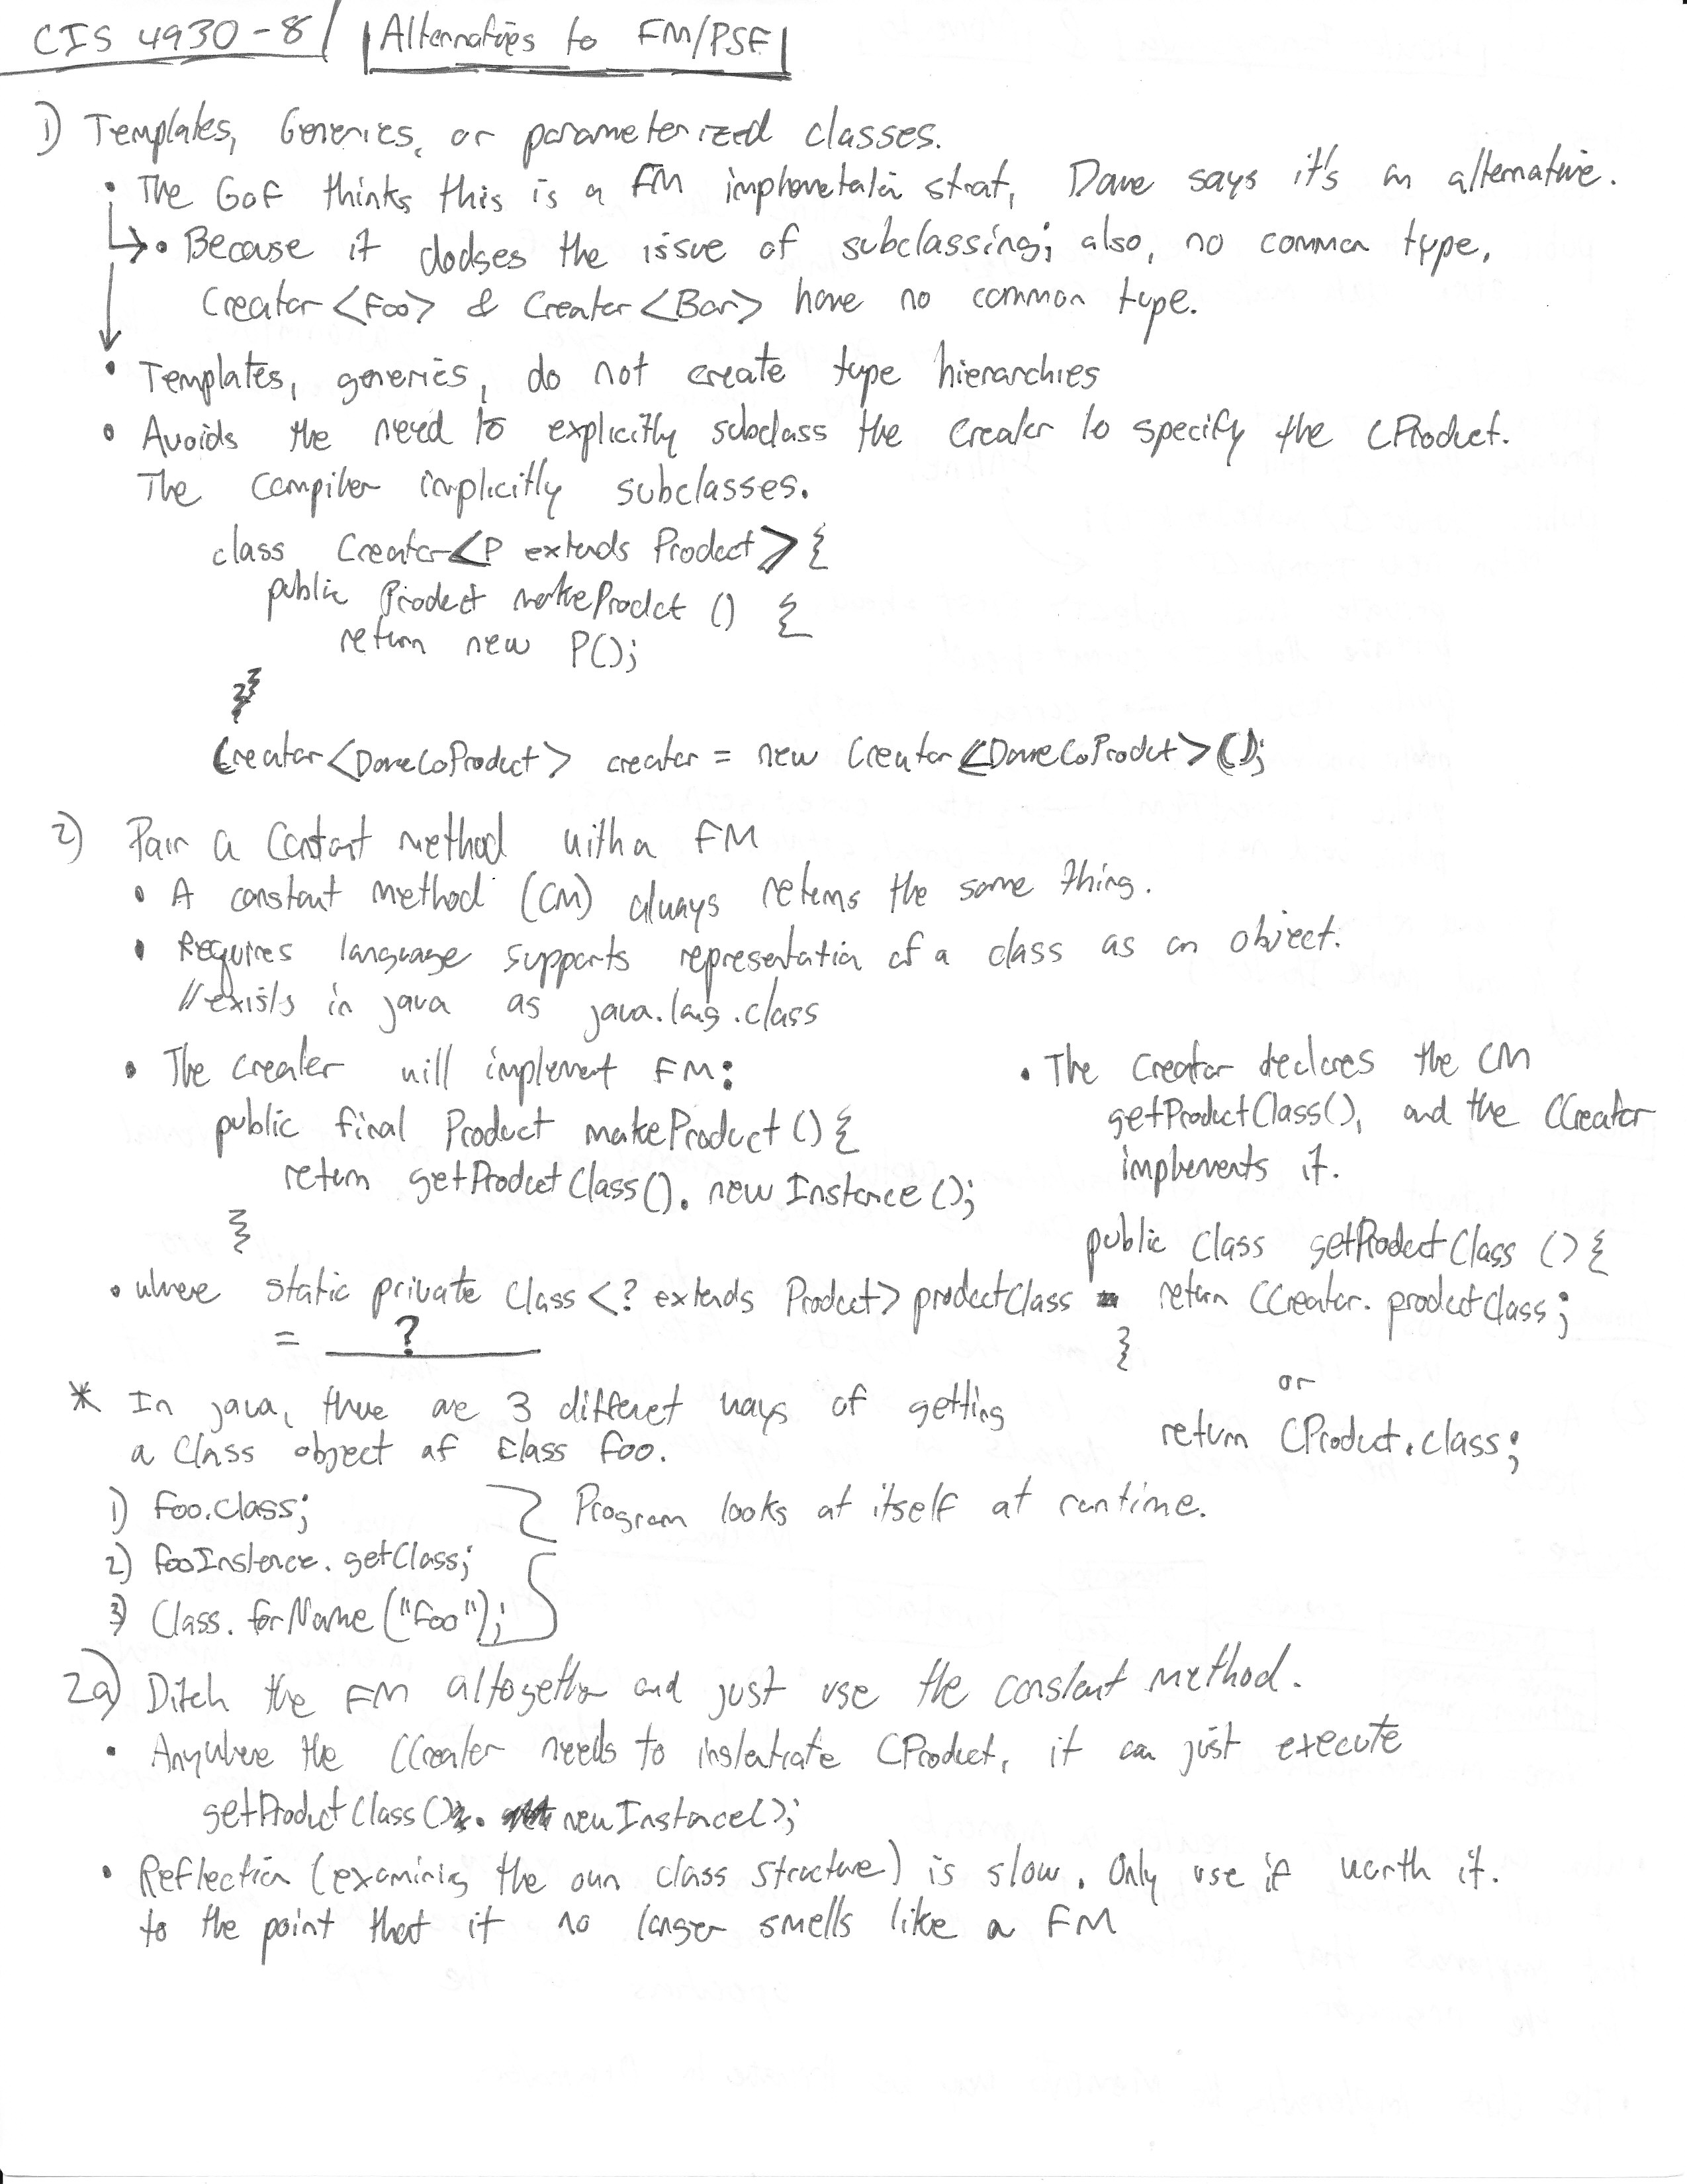 CIS 4930-8
Alternatives to FM/PSF
1) Templates, Generics, or parameterized classes.
• The GoF thinks this is a FM implementation strat, Dave says it's an alternative.
↳• Because it dodges the issue of subclassing; also, no common type,
Creator<Foo> & Creator<Bar> have no common type.
• Templates, generics, do not create type hierarchies
• Avoids the need to explicitly subclass the Creator to specify the CProduct.
The compiler implicitly subclasses.
class Creator<P extends Product>{
public Product makeProdct () {
return new P();
}}
Creator<DaveCoProduct> creator = new Creator<DaveCoProdut>();
2) Pair a Constant method with a FM
• A constant method (CM) always returns the same thing.
• Requires language supports representation of a class as an object.
// exists in java as java.lang.class
• The creator will implement FM:
public final Product makeProduct () {
return getProductClass().newInstance();
}
• where static private Class<? extends Product> productClass
= ?
• The Creator declares the CM
getProductClass(), and the CCreator
implements it.
public Class getProductClass () {
return CCreator.productClass;
}
or
return CProduct.class;
* In java, there are 3 different ways of getting
a Class object of class foo.
1) foo.class;
2) fooInstance.getClass;
3) Class.forName("foo");
Program looks at itself at runtime.
2a) Ditch the FM altogether and just use the constant method.
• Anywhere the CCreator needs to instantiate CProduct, it can just execute
getProductClass().newInstance();
• Reflection (examining the own class structure) is slow. Only use if worth it.
to the point that it no longer smells like a FM